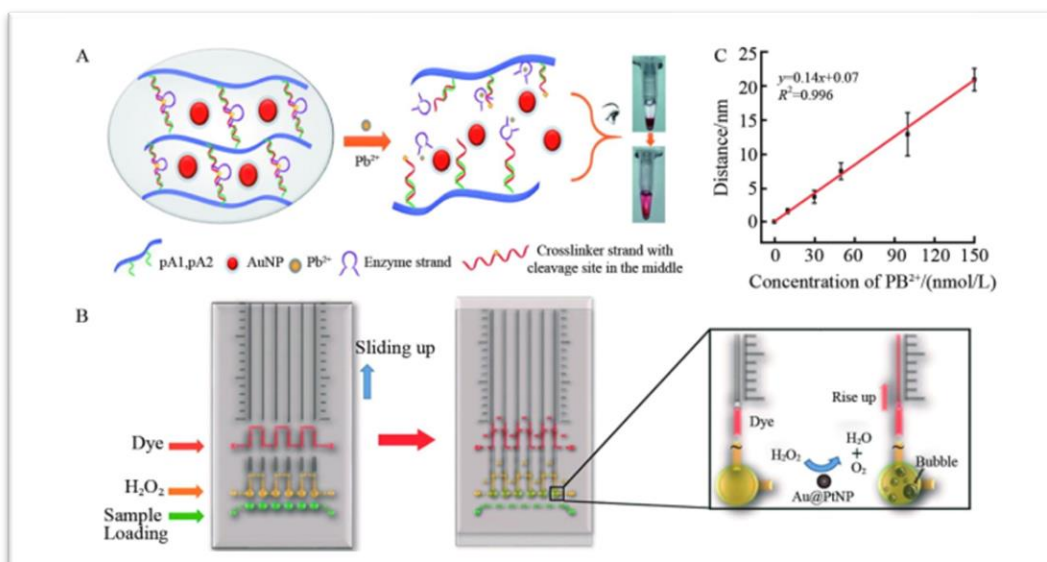 A
Pb²⁺
pA1,pA2
AuNP
Pb²⁺
Enzyme strand
Crosslinker strand with
cleavage site in the middle
C
y=0.14x+0.07
R²=0.996
Distance/nm
25
20
15
10
5
0
0 30 60 90 120 150
Concentration of PB²⁺/(nmol/L)
B
Sliding up
Dye
H₂O₂
Sample
Loading
Dye
Rise up
H₂O₂
H₂O
+
O₂
Au@PtNP
Bubble